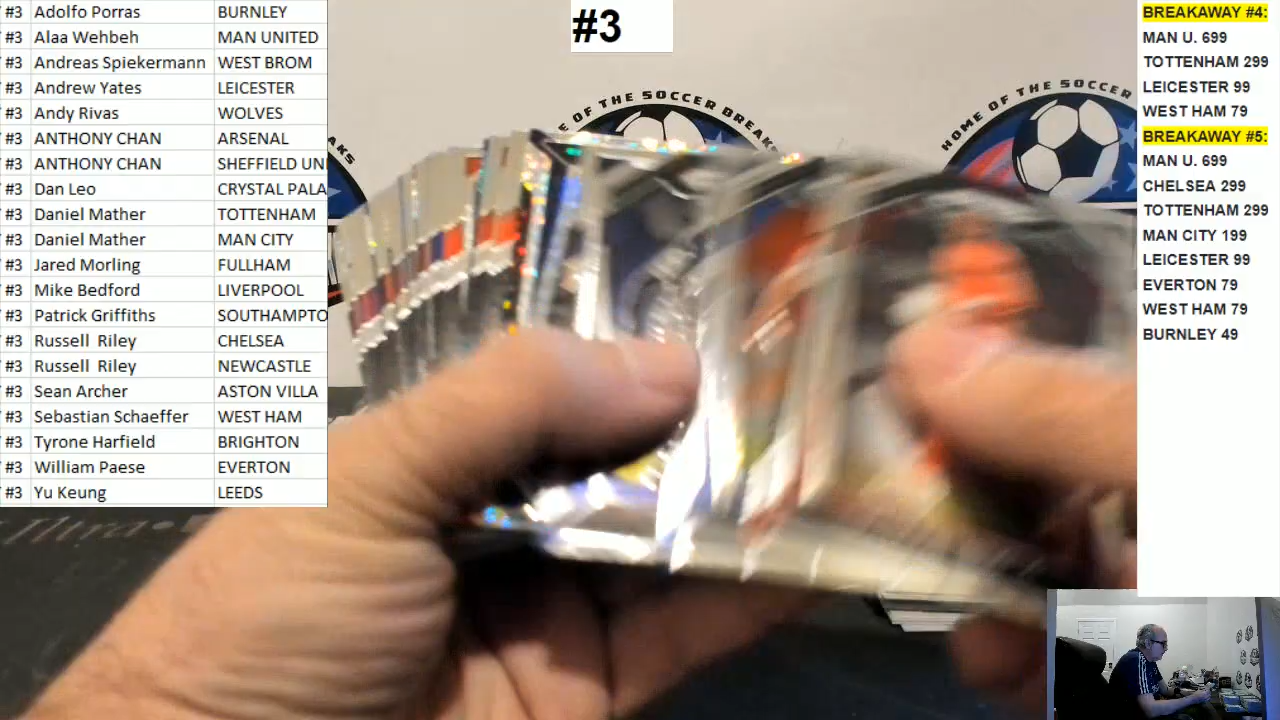 #3 Adolfo Porras BURNLEY
#3 Alaa Wehbeh MAN UNITED
#3 Andreas Spiekermann WEST BROM
#3 Andrew Yates LEICESTER
#3 Andy Rivas WOLVES
#3 ANTHONY CHAN ARSENAL
#3 ANTHONY CHAN SHEFFIELD UN
#3 Dan Leo CRYSTAL PALA
#3 Daniel Mather TOTTENHAM
#3 Daniel Mather MAN CITY
#3 Jared Morling FULLHAM
#3 Mike Bedford LIVERPOOL
#3 Patrick Griffiths SOUTHAMPTO
#3 Russell Riley CHELSEA
#3 Russell Riley NEWCASTLE
#3 Sean Archer ASTON VILLA
#3 Sebastian Schaeffer WEST HAM
#3 Tyrone Harfield BRIGHTON
#3 William Paese EVERTON
#3 Yu Keung LEEDS
#3
OF THE SOCCER BREAKS
HOME OF THE SOCCER
AKS
BREAKAWAY #4:
MAN U. 699
TOTTENHAM 299
LEICESTER 99
WEST HAM 79
BREAKAWAY #5:
MAN U. 699
CHELSEA 299
TOTTENHAM 299
MAN CITY 199
LEICESTER 99
EVERTON 79
WEST HAM 79
BURNLEY 49